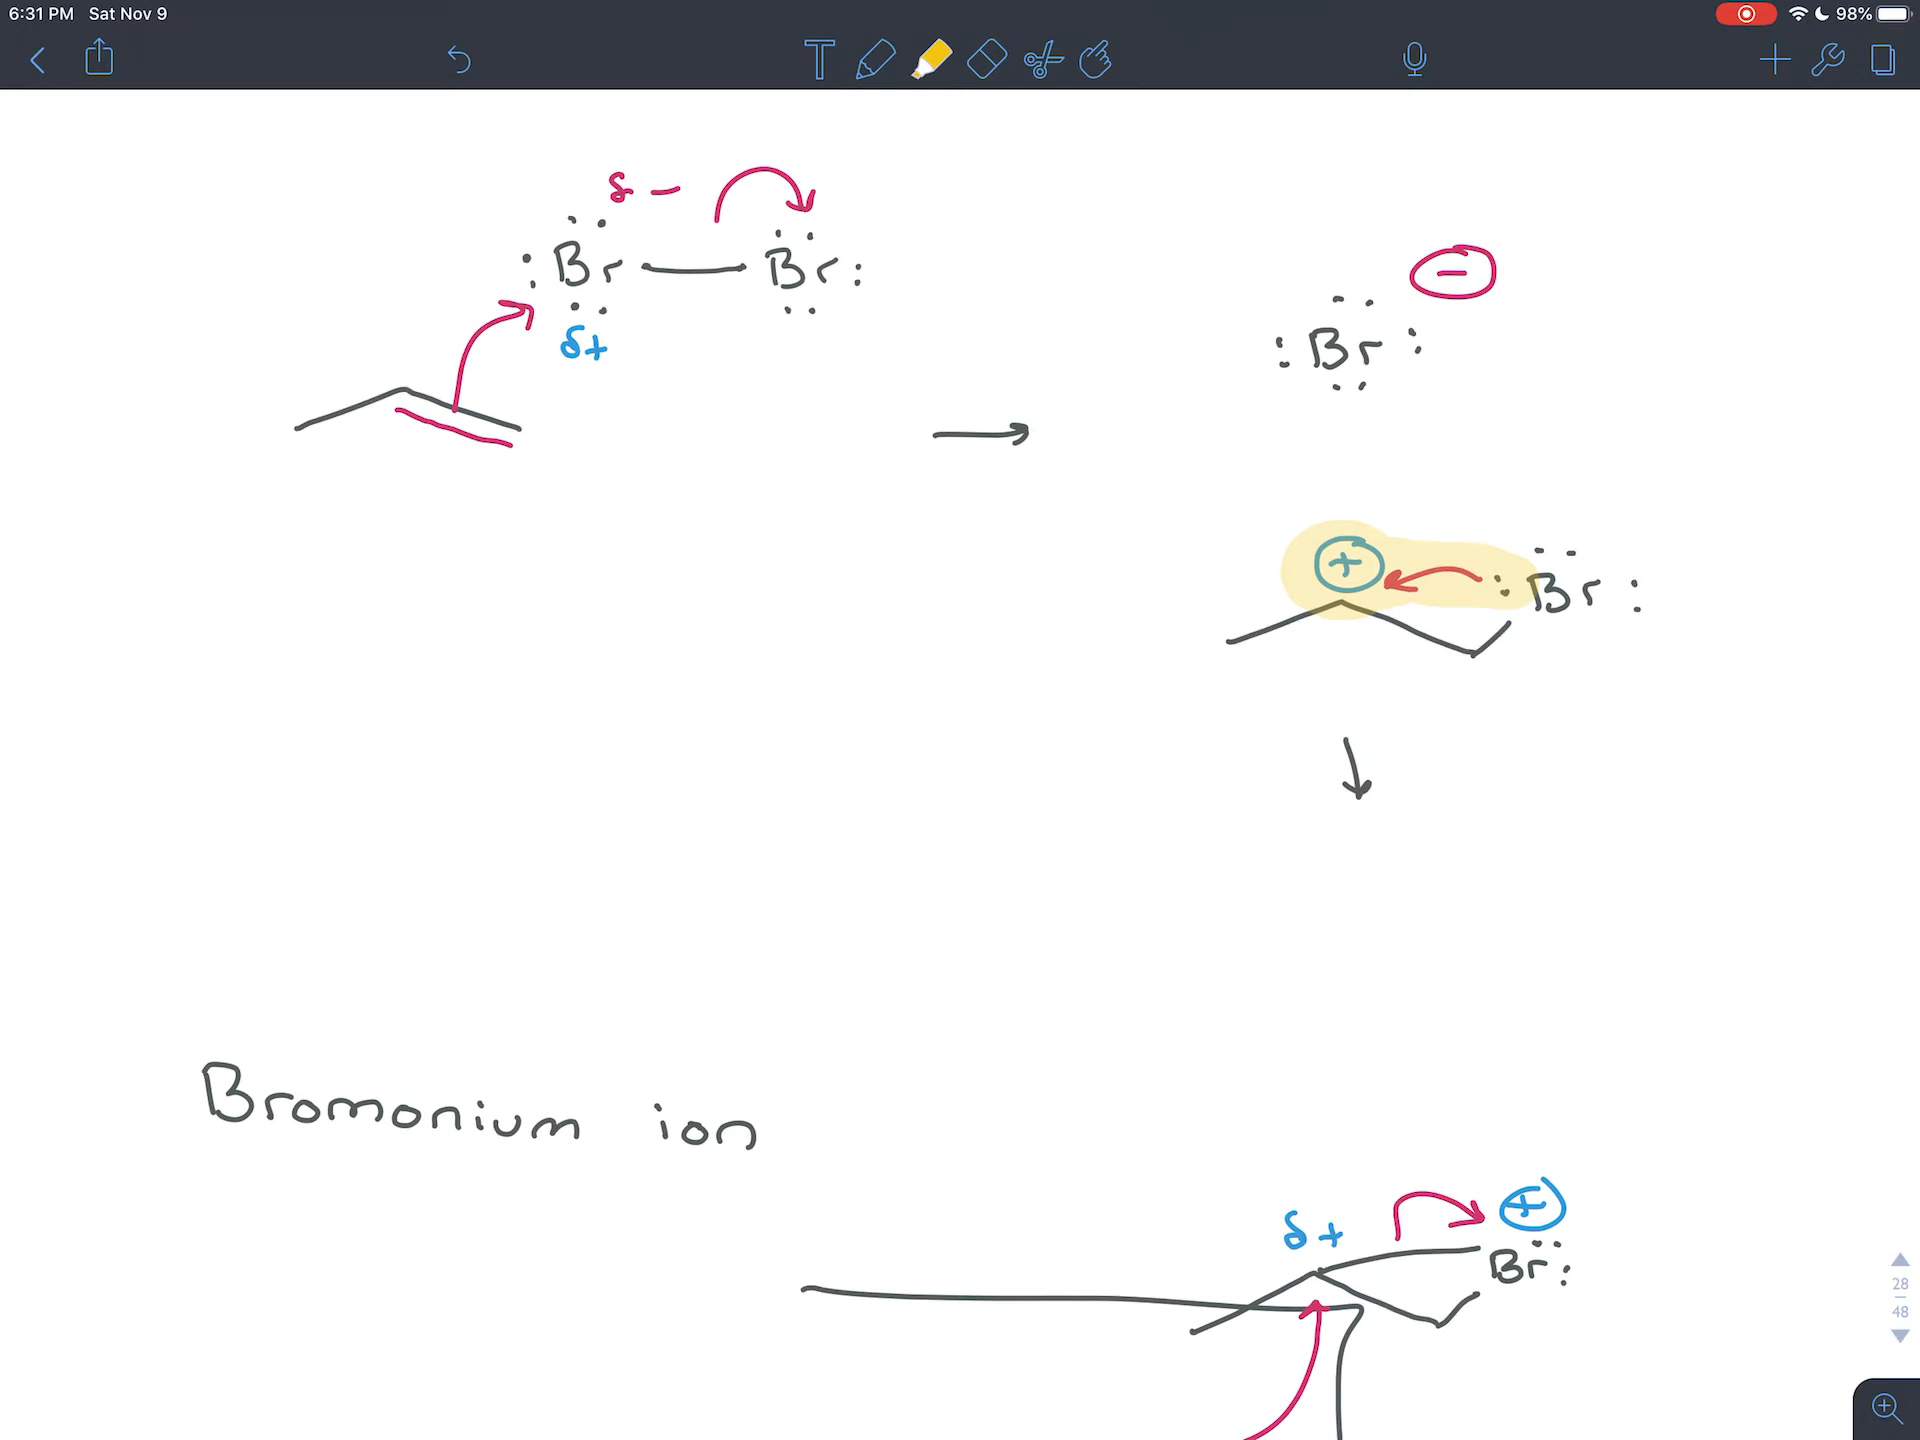 6:31 PM Sat Nov 9
98%
T
δ −
:Br — Br:
δ+
−
:Br:
+
:Br:
Bromonium ion
δ+
+
Br:
28
48